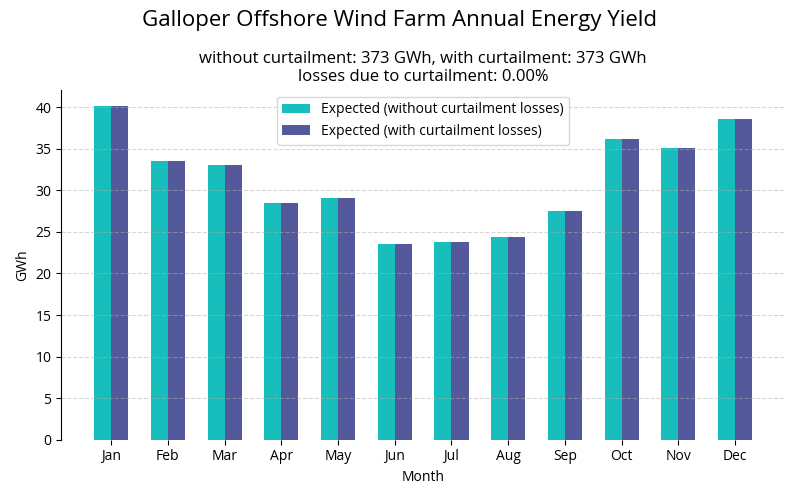 Galloper Offshore Wind Farm Annual Energy Yield
without curtailment: 373 GWh, with curtailment: 373 GWh
losses due to curtailment: 0.00%
Expected (without curtailment losses)
Expected (with curtailment losses)
GWh
40
35
30
25
20
15
10
5
0
Jan Feb Mar Apr May Jun Jul Aug Sep Oct Nov Dec
Month